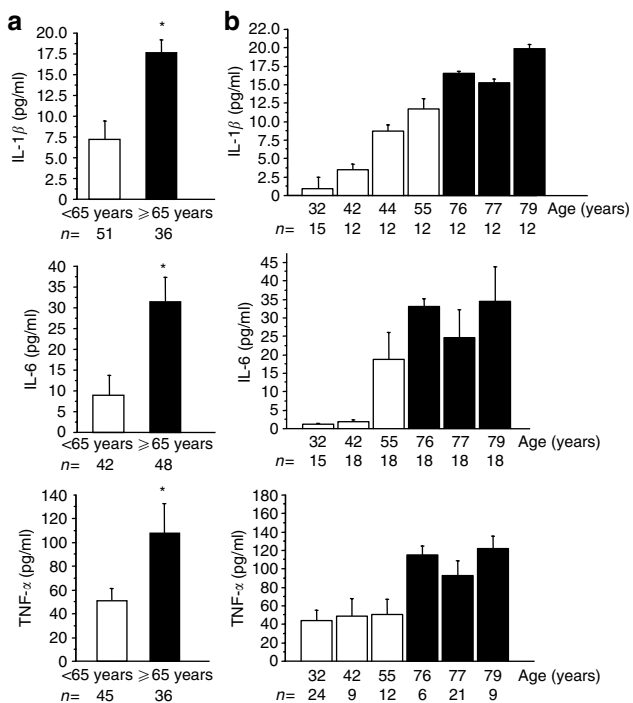 a
*
20.0
17.5
15.0
12.5
10.0
7.5
5.0
2.5
0
IL-1β (pg/ml)
<65 years ⩾65 years
n= 51 36
b
22.5
20.0
17.5
15.0
12.5
10.0
7.5
5.0
2.5
0
IL-1β (pg/ml)
32 42 44 55 76 77 79 Age (years)
n= 15 12 12 12 12 12 12
*
40
35
30
25
20
15
10
5
0
IL-6 (pg/ml)
<65 years ⩾65 years
n= 42 48
45
40
35
30
25
20
15
10
5
0
IL-6 (pg/ml)
32 42 55 76 77 79 Age (years)
n= 15 18 18 18 18 18
*
140
120
100
80
60
40
20
0
TNF-α (pg/ml)
<65 years ⩾65 years
n= 45 36
180
140
120
100
80
60
40
20
0
TNF-α (pg/ml)
32 42 55 76 77 79 Age (years)
n= 24 9 12 6 21 9